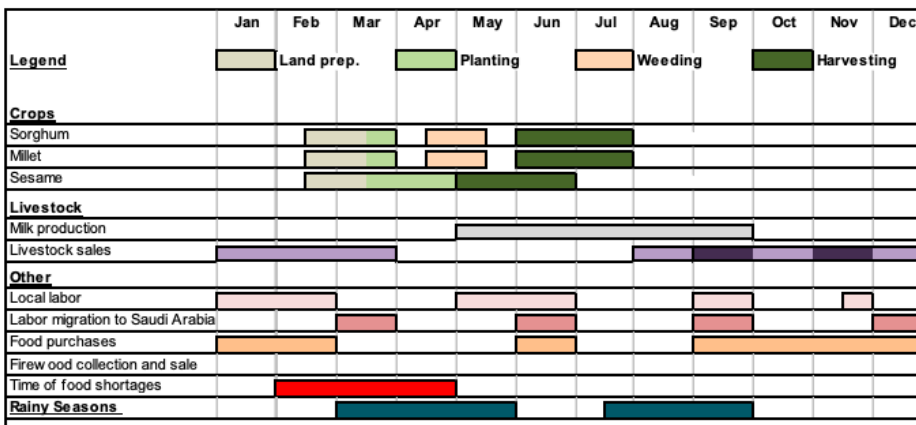 Jan Feb Mar Apr May Jun Jul Aug Sep Oct Nov Dec
Legend Land prep. Planting Weeding Harvesting
Crops
Sorghum
Millet
Sesame
Livestock
Milk production
Livestock sales
Other
Local labor
Labor migration to Saudi Arabia
Food purchases
Firew ood collection and sale
Time of food shortages
Rainy Seasons